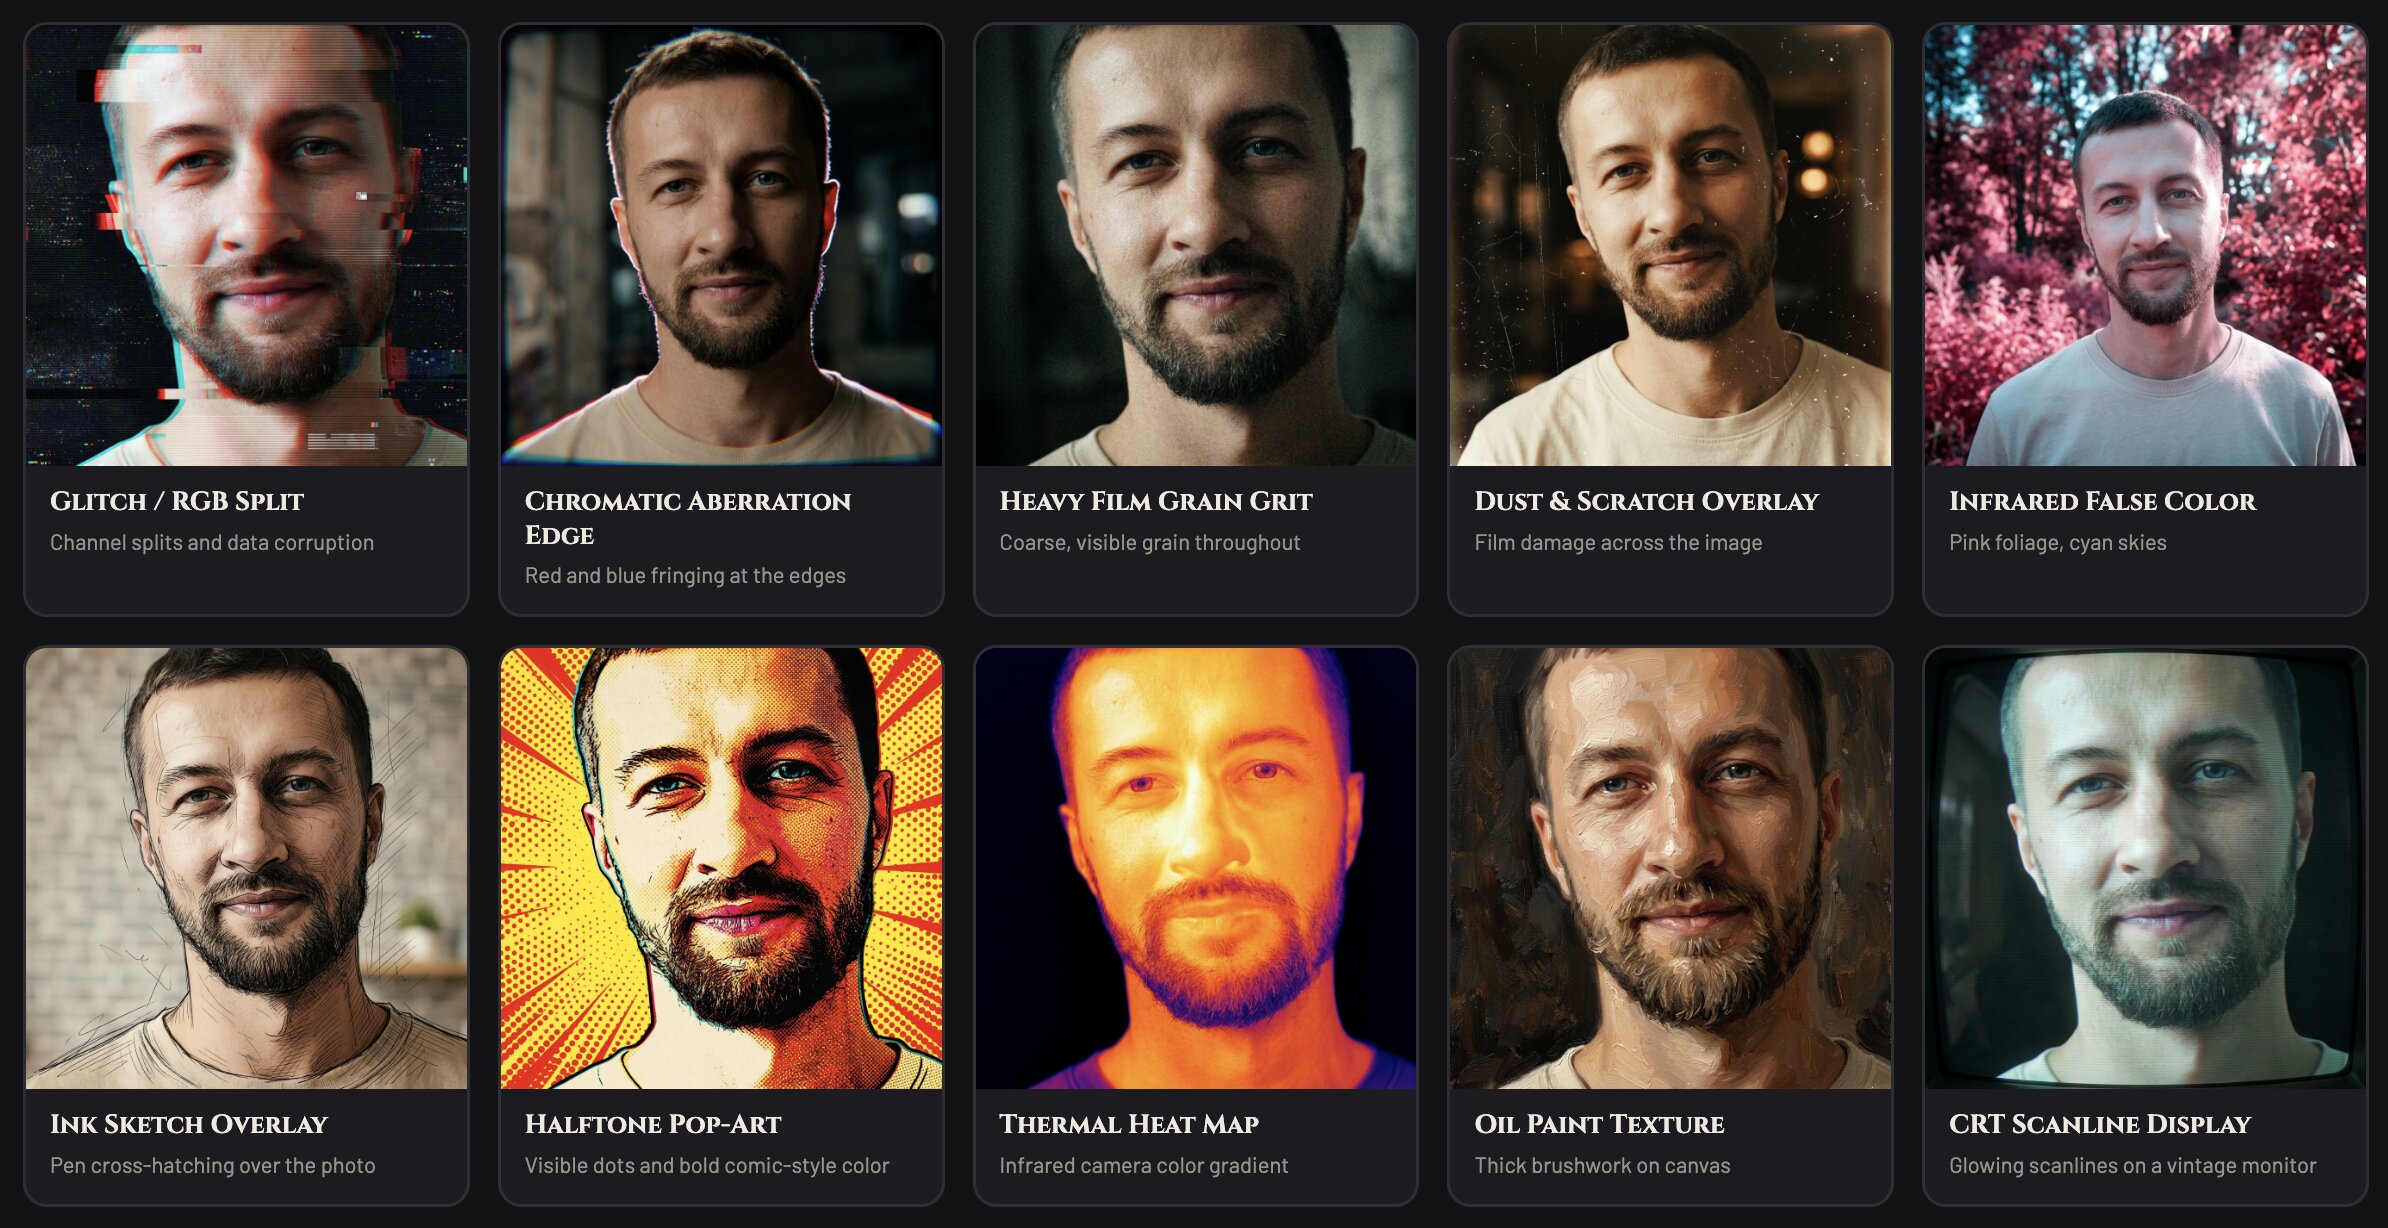 Glitch / RGB Split
Channel splits and data corruption
Chromatic Aberration
Edge
Red and blue fringing at the edges
Heavy Film Grain Grit
Coarse, visible grain throughout
Dust & Scratch Overlay
Film damage across the image
Infrared False Color
Pink foliage, cyan skies
Ink Sketch Overlay
Pen cross-hatching over the photo
Halftone Pop-Art
Visible dots and bold comic-style color
Thermal Heat Map
Infrared camera color gradient
Oil Paint Texture
Thick brushwork on canvas
CRT Scanline Display
Glowing scanlines on a vintage monitor